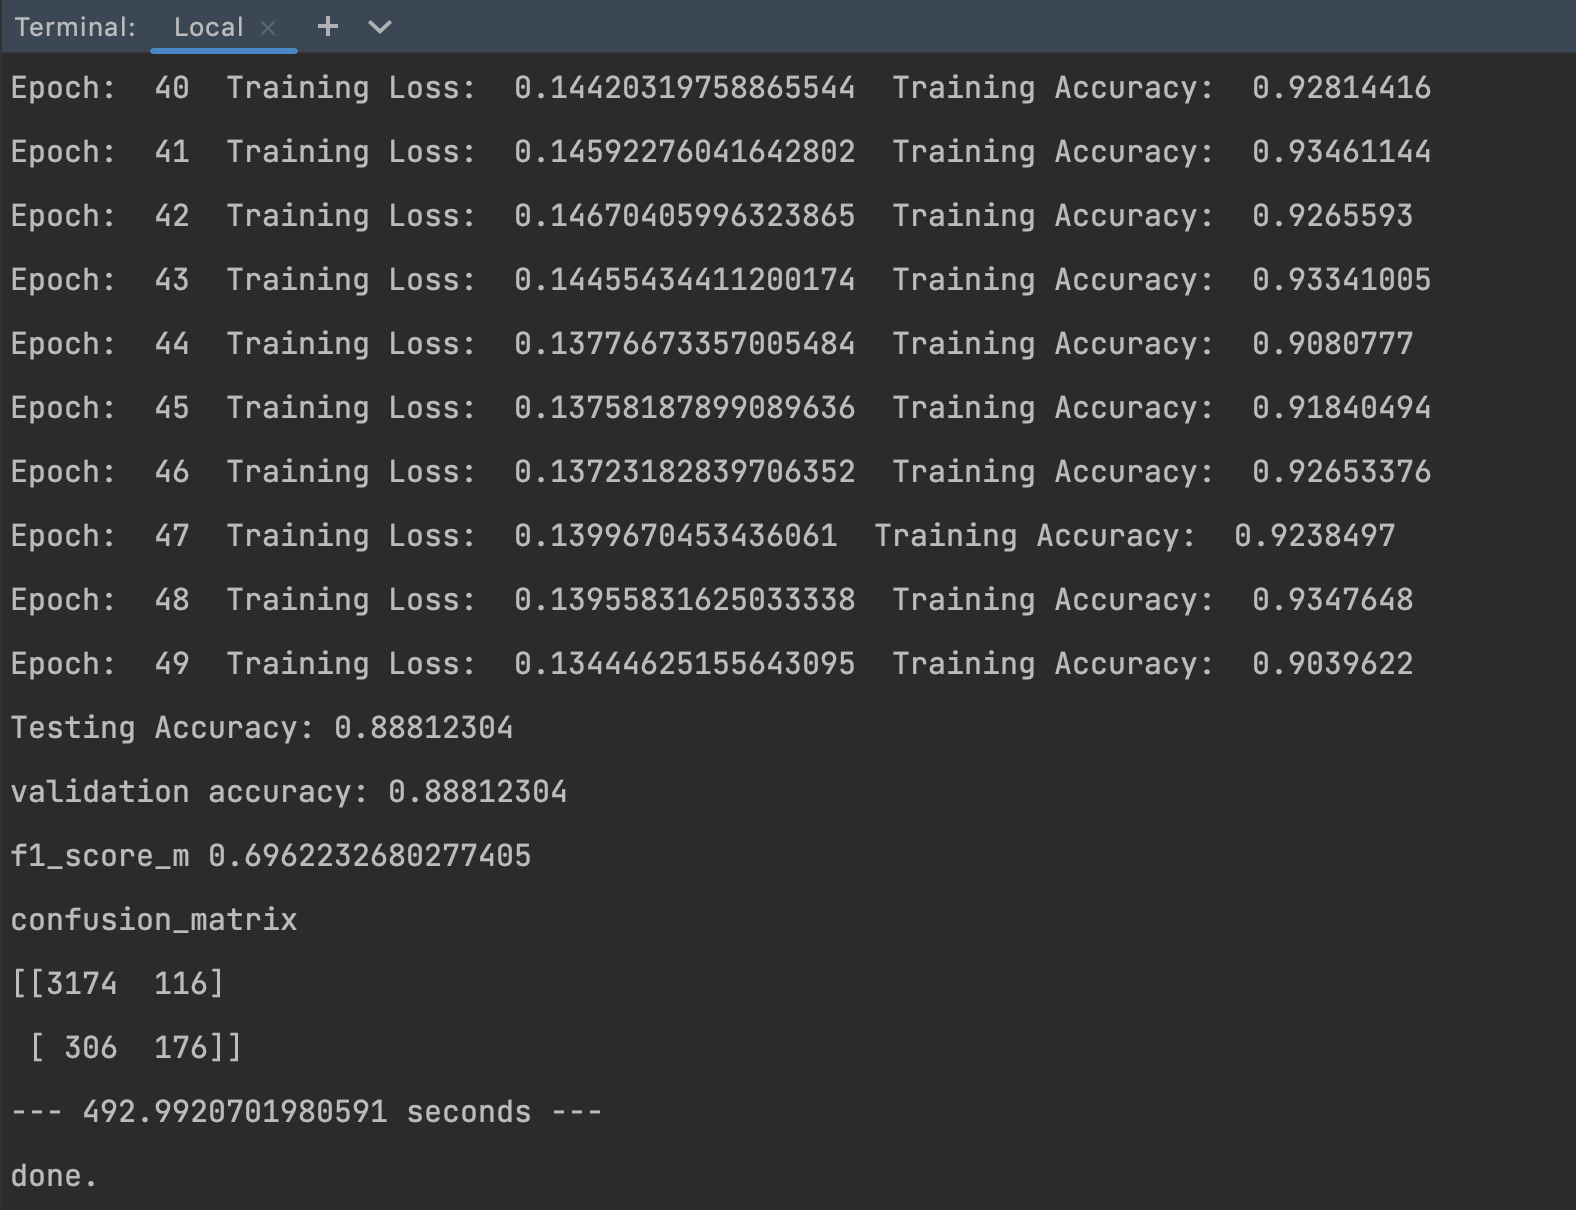 Terminal: Local × + ⌄
Epoch:  40  Training Loss:  0.14420319758865544  Training Accuracy:  0.92814416
Epoch:  41  Training Loss:  0.14592276041642802  Training Accuracy:  0.93461144
Epoch:  42  Training Loss:  0.14670405996323865  Training Accuracy:  0.9265593
Epoch:  43  Training Loss:  0.14455434411200174  Training Accuracy:  0.93341005
Epoch:  44  Training Loss:  0.13776673357005484  Training Accuracy:  0.9080777
Epoch:  45  Training Loss:  0.13758187899089636  Training Accuracy:  0.91840494
Epoch:  46  Training Loss:  0.13723182839706352  Training Accuracy:  0.92653376
Epoch:  47  Training Loss:  0.1399670453436061  Training Accuracy:  0.9238497
Epoch:  48  Training Loss:  0.13955831625033338  Training Accuracy:  0.9347648
Epoch:  49  Training Loss:  0.13444625155643095  Training Accuracy:  0.9039622
Testing Accuracy: 0.88812304
validation accuracy: 0.88812304
f1_score_m 0.6962232680277405
confusion_matrix
[[3174  116]
 [ 306  176]]
--- 492.9920701980591 seconds ---
done.